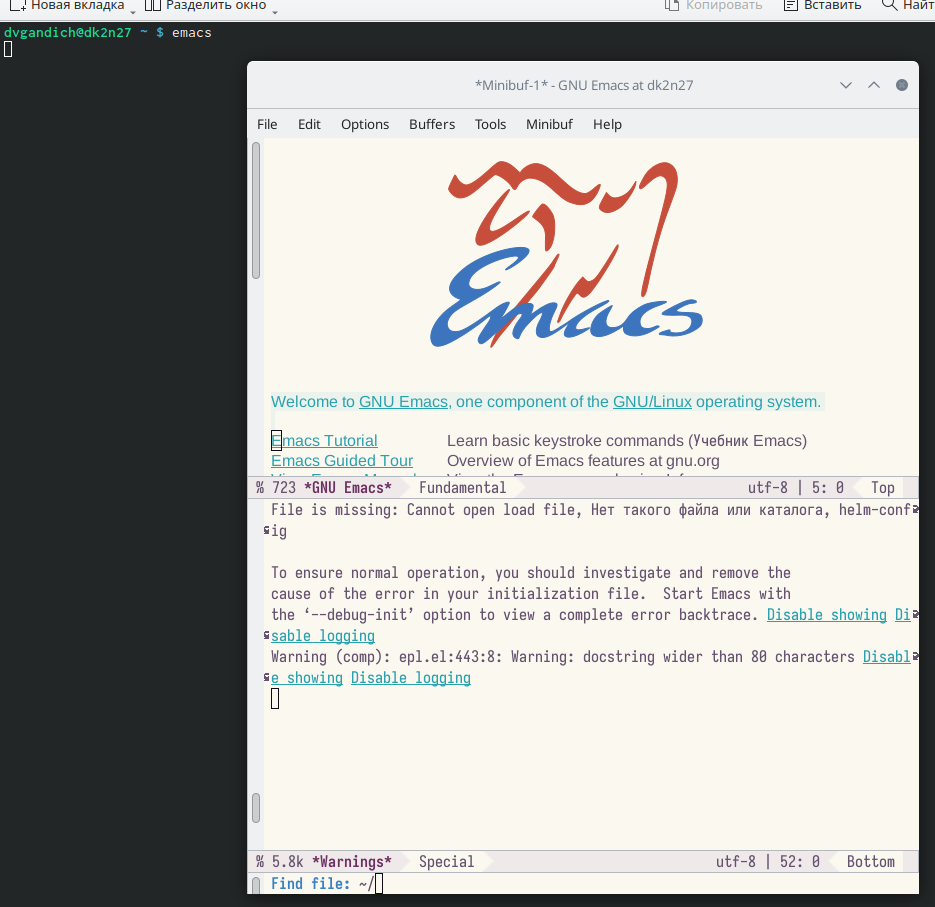 Новая вкладка Разделить окно Копировать Вставить Найт
dvgandich@dk2n27 ~ $ emacs
*Minibuf-1* - GNU Emacs at dk2n27
File Edit Options Buffers Tools Minibuf Help
Emacs
Welcome to GNU Emacs, one component of the GNU/Linux operating system.
Emacs Tutorial Learn basic keystroke commands (Учебник Emacs)
Emacs Guided Tour Overview of Emacs features at gnu.org
% 723 *GNU Emacs* Fundamental utf-8 | 5: 0 Top
File is missing: Cannot open load file, Нет такого файла или каталога, helm-conf
ig
To ensure normal operation, you should investigate and remove the
cause of the error in your initialization file.  Start Emacs with
the ‘--debug-init’ option to view a complete error backtrace. Disable showing Di
sable logging
Warning (comp): epl.el:443:8: Warning: docstring wider than 80 characters Disabl
e showing Disable logging
% 5.8k *Warnings* Special utf-8 | 52: 0 Bottom
Find file: ~/